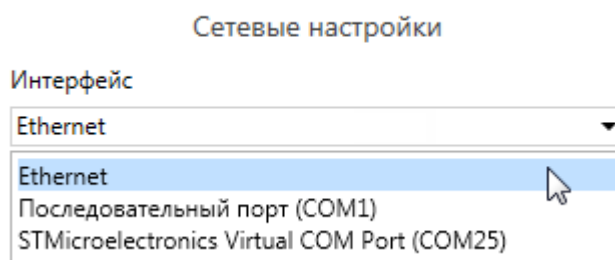 Сетевые настройки
Интерфейс
Ethernet
Ethernet
Последовательный порт (COM1)
STMicroelectronics Virtual COM Port (COM25)